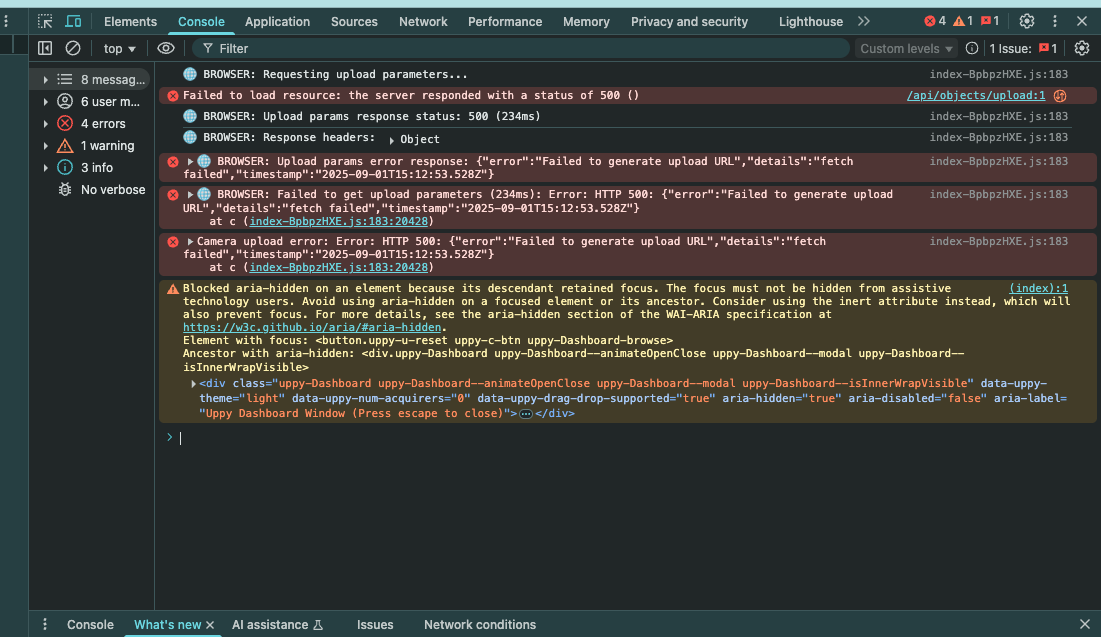 Elements Console Application Sources Network Performance Memory Privacy and security Lighthouse 4 1 1
top Filter Custom levels 1 Issue: 1
8 messag...
6 user m...
4 errors
1 warning
3 info
No verbose
BROWSER: Requesting upload parameters... index-BpbpzHXE.js:183
Failed to load resource: the server responded with a status of 500 () /api/objects/upload:1
BROWSER: Upload params response status: 500 (234ms) index-BpbpzHXE.js:183
BROWSER: Response headers: Object index-BpbpzHXE.js:183
BROWSER: Upload params error response: {"error":"Failed to generate upload URL","details":"fetch index-BpbpzHXE.js:183
failed","timestamp":"2025-09-01T15:12:53.528Z"}
BROWSER: Failed to get upload parameters (234ms): Error: HTTP 500: {"error":"Failed to generate upload index-BpbpzHXE.js:183
URL","details":"fetch failed","timestamp":"2025-09-01T15:12:53.528Z"}
at c (index-BpbpzHXE.js:183:20428)
Camera upload error: Error: HTTP 500: {"error":"Failed to generate upload URL","details":"fetch index-BpbpzHXE.js:183
failed","timestamp":"2025-09-01T15:12:53.528Z"}
at c (index-BpbpzHXE.js:183:20428)
Blocked aria-hidden on an element because its descendant retained focus. The focus must not be hidden from assistive (index):1
technology users. Avoid using aria-hidden on a focused element or its ancestor. Consider using the inert attribute instead, which will
also prevent focus. For more details, see the aria-hidden section of the WAI-ARIA specification at
https://w3c.github.io/aria/#aria-hidden.
Element with focus: <button.uppy-u-reset uppy-c-btn uppy-Dashboard-browse>
Ancestor with aria-hidden: <div.uppy-Dashboard uppy-Dashboard--animateOpenClose uppy-Dashboard--modal uppy-Dashboard--
isInnerWrapVisible>
<div class="uppy-Dashboard uppy-Dashboard--animateOpenClose uppy-Dashboard--modal uppy-Dashboard--isInnerWrapVisible" data-uppy-
theme="light" data-uppy-num-acquirers="0" data-uppy-drag-drop-supported="true" aria-hidden="true" aria-disabled="false" aria-label=
"Uppy Dashboard Window (Press escape to close)">…</div>
Console What's new AI assistance Issues Network conditions